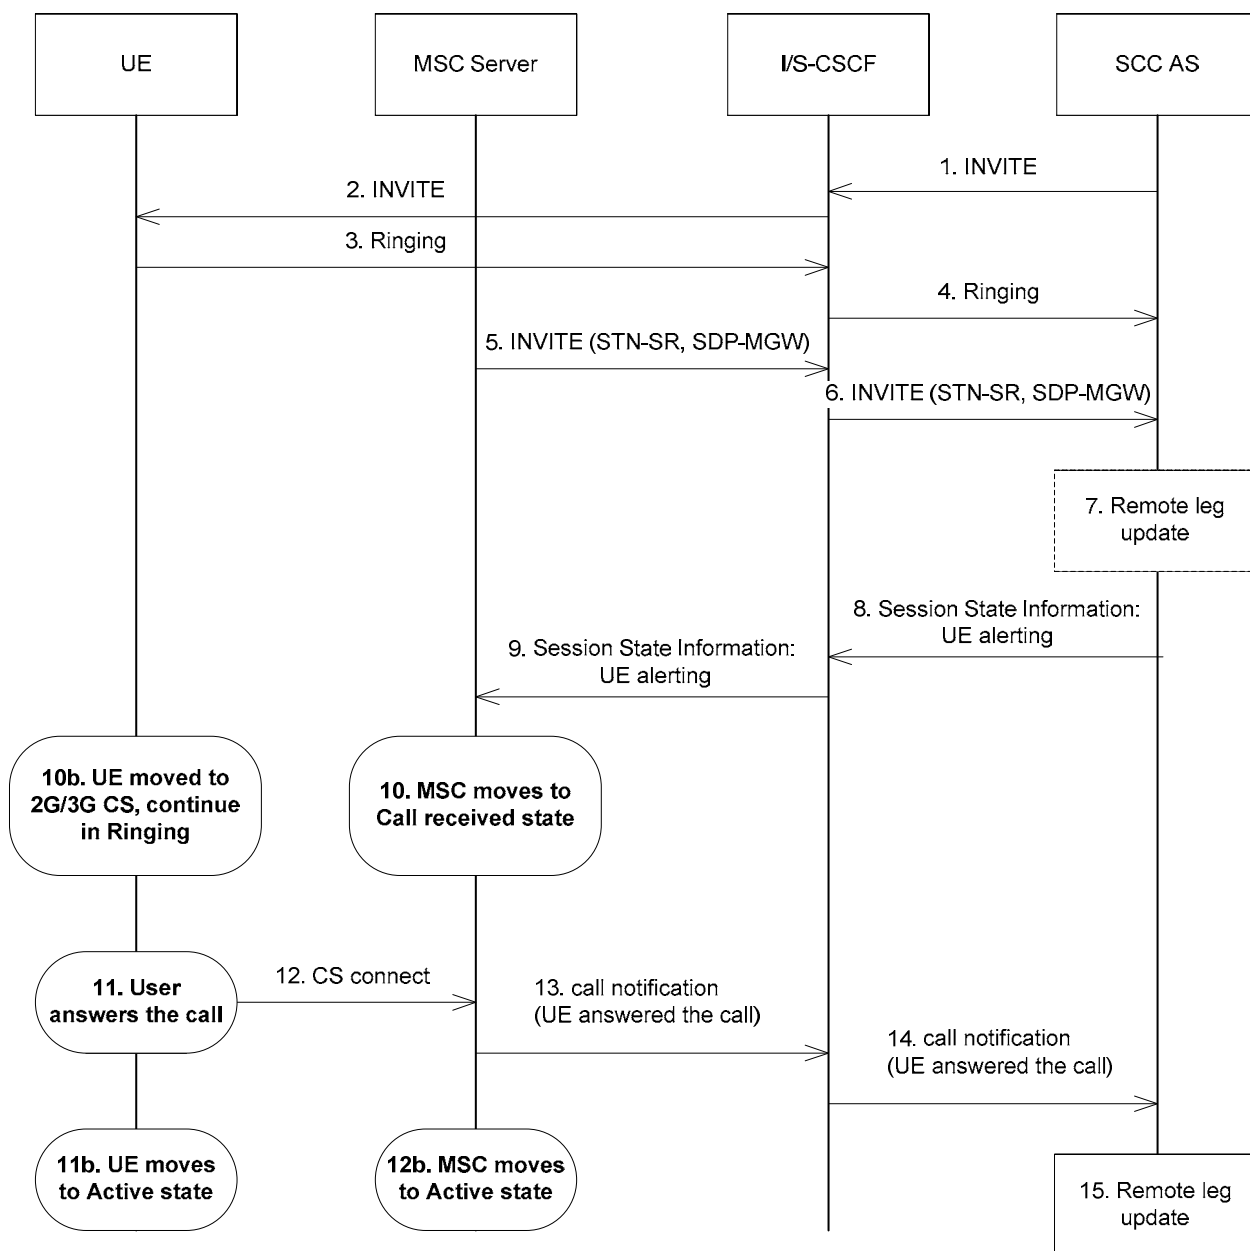 UE
MSC Server
I/S-CSCF
SCC AS
1. INVITE
2. INVITE
3. Ringing
4. Ringing
5. INVITE (STN-SR, SDP-MGW)
6. INVITE (STN-SR, SDP-MGW)
7. Remote leg
update
8. Session State Information:
UE alerting
9. Session State Information:
UE alerting
10b. UE moved to
2G/3G CS, continue
in Ringing
10. MSC moves to
Call received state
11. User
answers the call
12. CS connect
13. call notification
(UE answered the call)
14. call notification
(UE answered the call)
11b. UE moves
to Active state
12b. MSC moves
to Active state
15. Remote leg
update